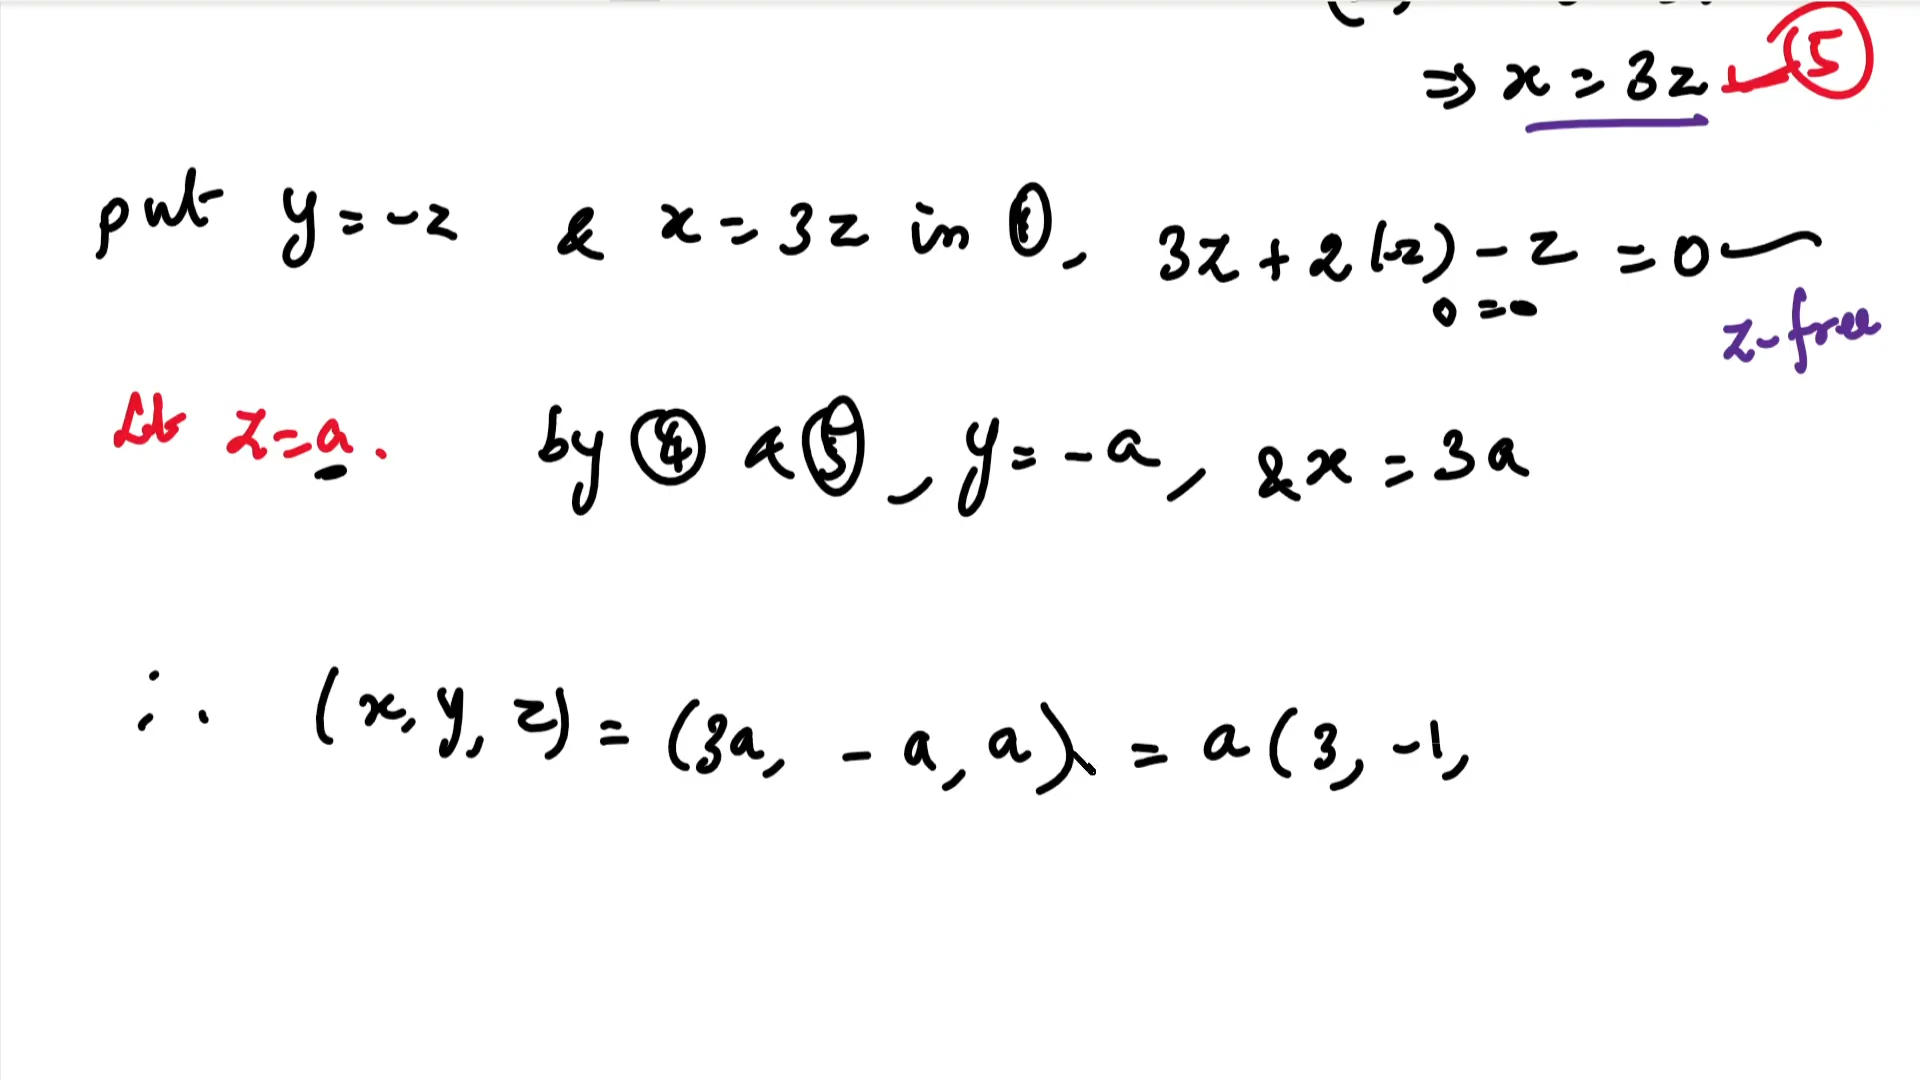 ⇒ x = 3z ⑤
put y = -z & x = 3z in ①, 3z + 2(-z) - z = 0
0 = 0
z-free
Let z = a. by ④ & ⑤, y = -a, & x = 3a
∴ (x, y, z) = (3a, -a, a) = a(3, -1,